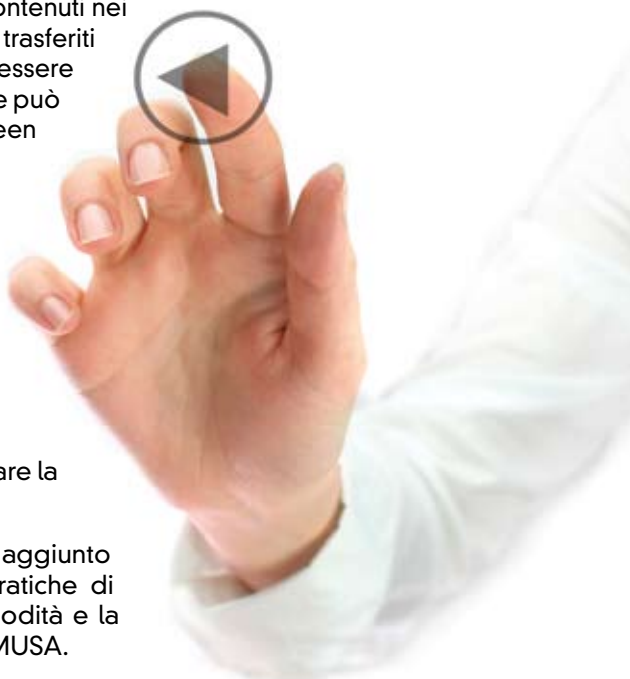 ontenuti nei
trasferiti
essere
e può
een
are la
aggiunto
ratiche di
odità e la
MUSA.